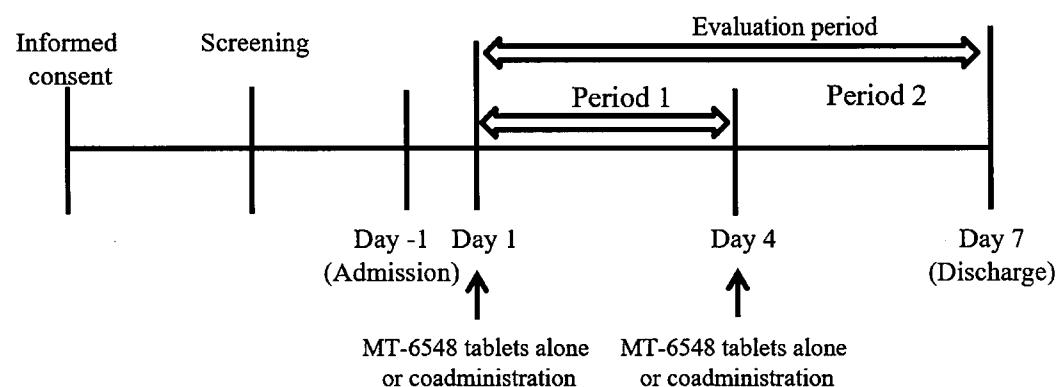 Informed
consent
Screening
Evaluation period
Period 1
Period 2
Day -1
(Admission)
Day 1
Day 4
Day 7
(Discharge)
MT-6548 tablets alone
or coadministration
MT-6548 tablets alone
or coadministration